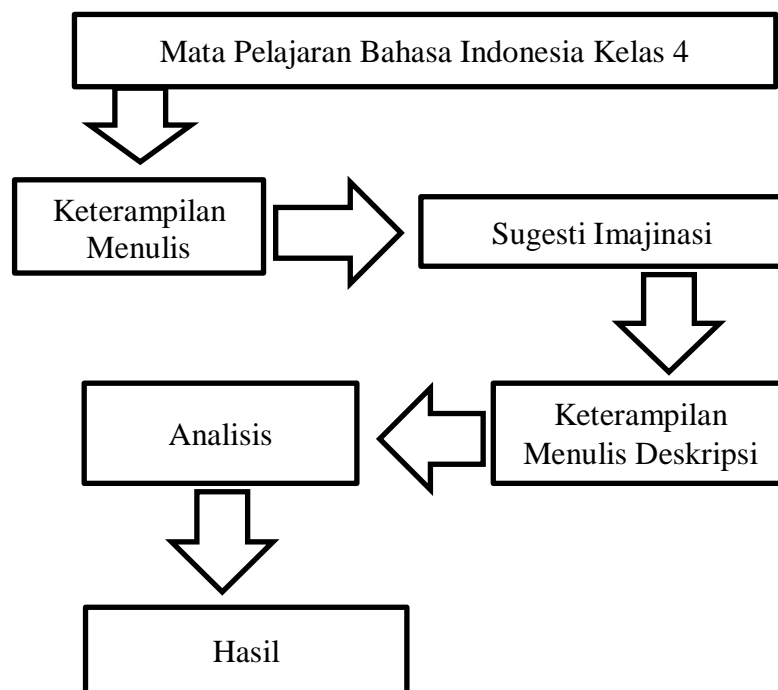 Mata Pelajaran Bahasa Indonesia Kelas 4
Keterampilan
Menulis
Sugesti Imajinasi
Keterampilan
Menulis Deskripsi
Analisis
Hasil